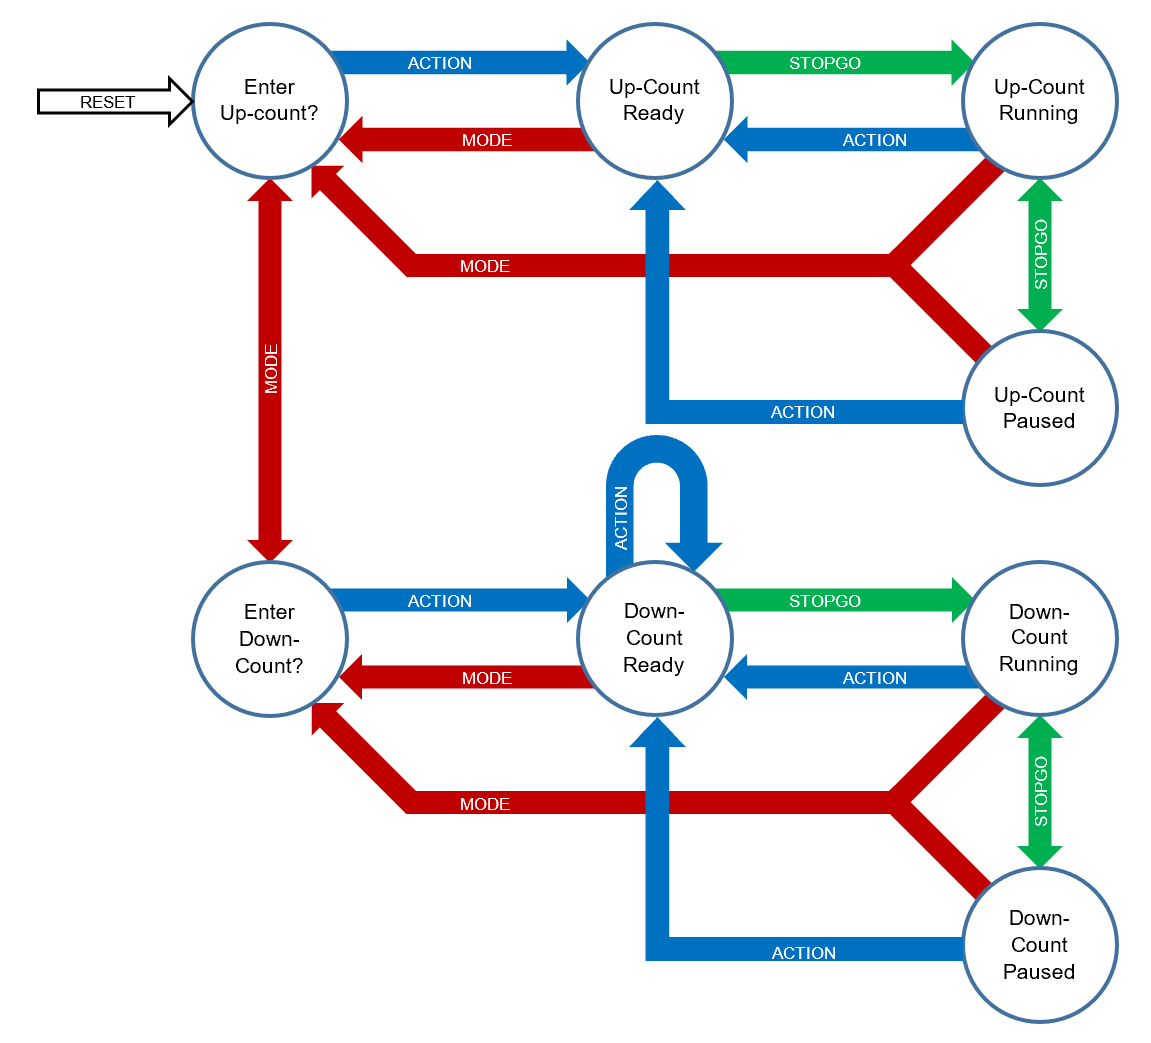 Enter
Up-count?
ACTION
Up-Count
Ready
STOPGO
Up-Count
Running
RESET
MODE
ACTION
MODE
STOPGO
MODE
Up-Count
Paused
ACTION
ACTION
Enter
Down-
Count?
ACTION
Down-
Count
Ready
STOPGO
Down-
Count
Running
MODE
ACTION
MODE
STOPGO
Down-
Count
Paused
ACTION